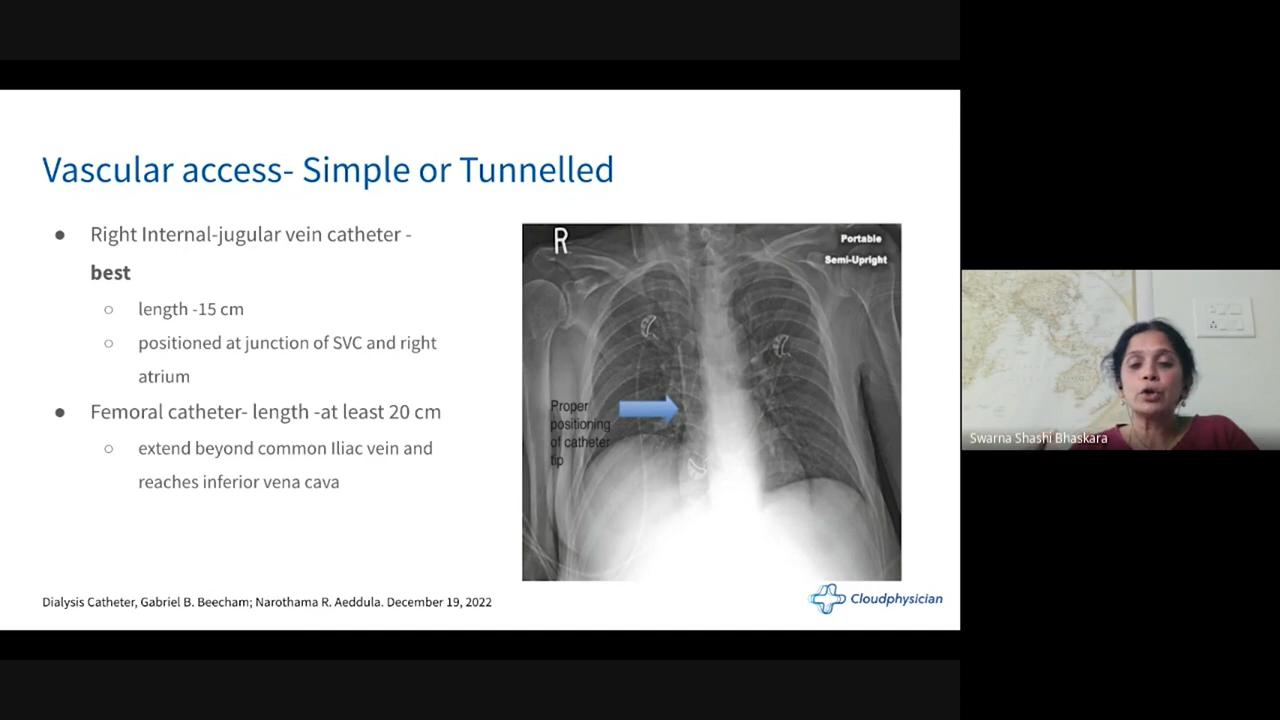 Vascular access- Simple or Tunnelled
● Right Internal-jugular vein catheter -
best
○ length -15 cm
○ positioned at junction of SVC and right
atrium
● Femoral catheter- length -at least 20 cm
○ extend beyond common Iliac vein and
reaches inferior vena cava
R
Portable
Semi-Upright
Proper
positioning
of catheter
tip
Dialysis Catheter, Gabriel B. Beecham; Narothama R. Aeddula. December 19, 2022
Cloudphysician
Swarna Shashi Bhaskara